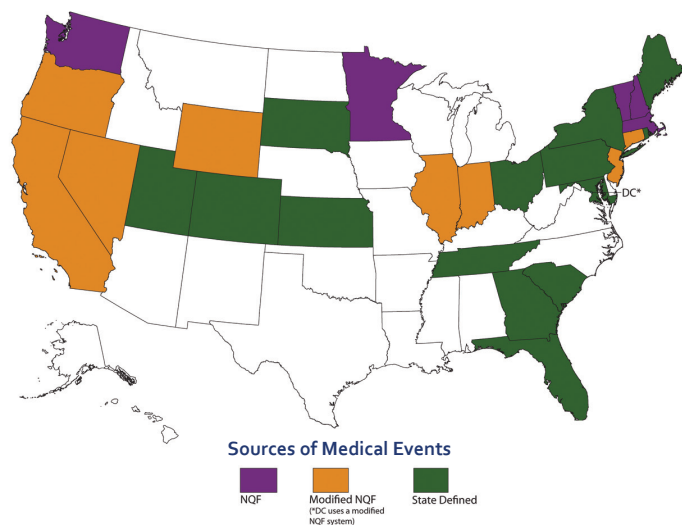 DC*
Sources of Medical Events
NQF
Modified NQF
(*DC uses a modified
NQF system)
State Defined